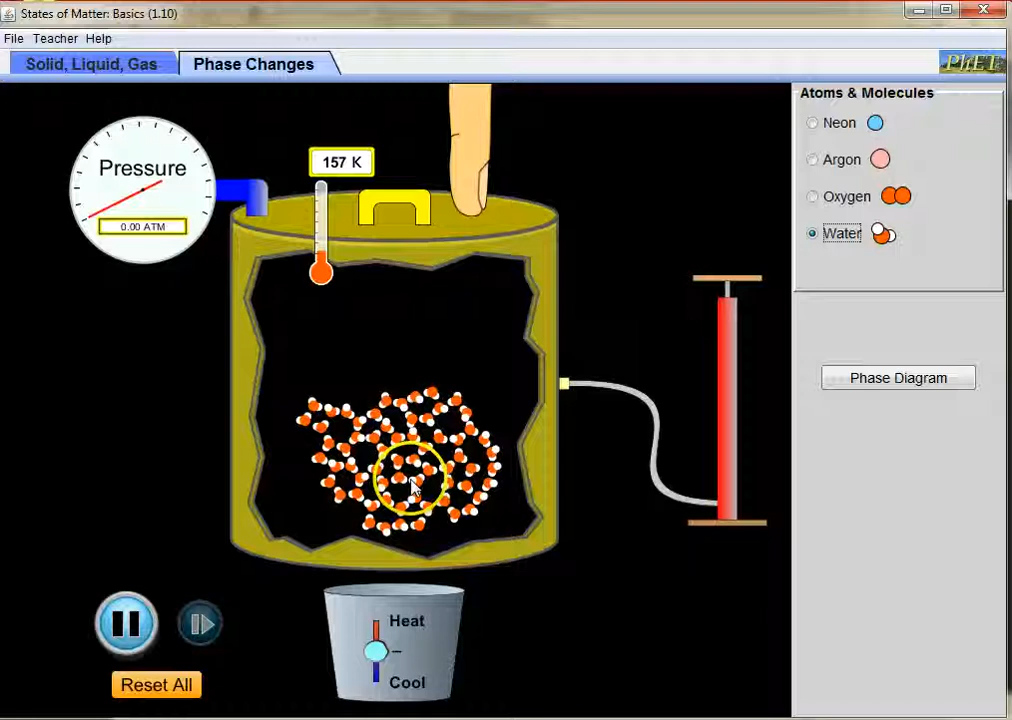 States of Matter: Basics (1.10)
File Teacher Help
Solid, Liquid, Gas
Phase Changes
PhET
Pressure
0.00 ATM
157 K
Atoms & Molecules
Neon
Argon
Oxygen
Water
Phase Diagram
Heat
Cool
Reset All